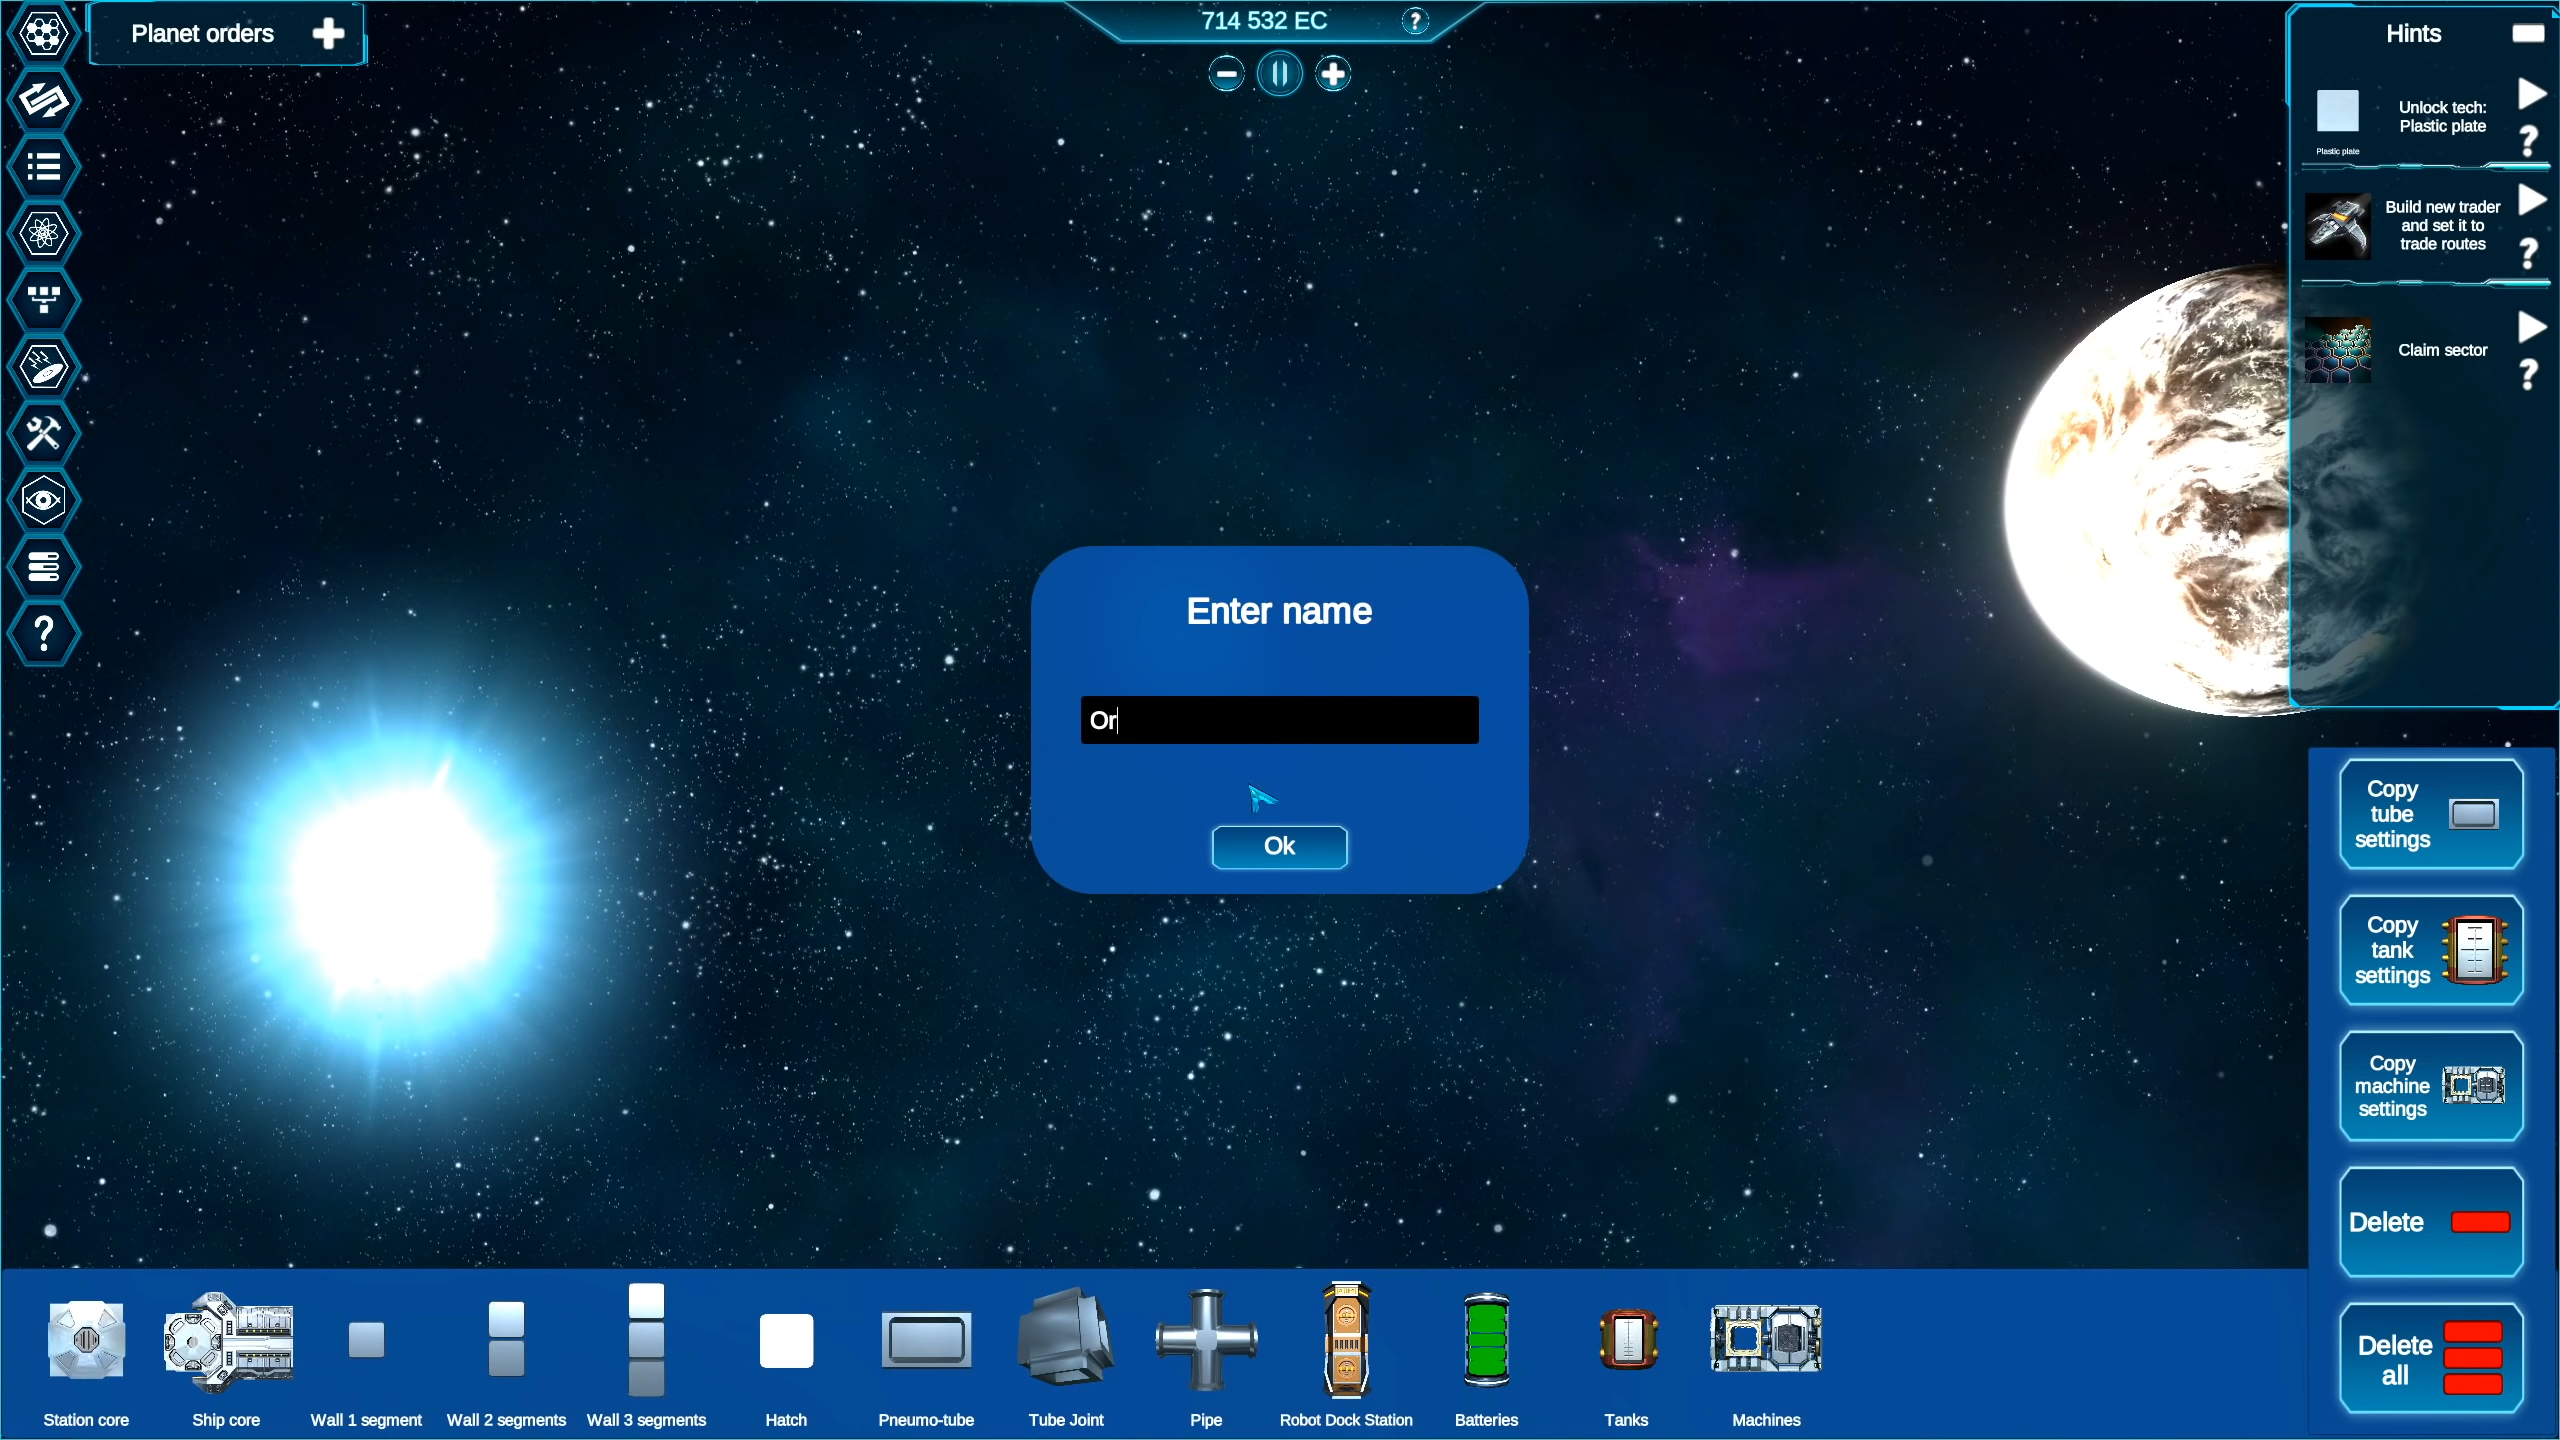 Planet orders
714 532 EC
?
Hints
Unlock tech:
Plastic plate
Plastic plate
?
Build new trader
and set it to
trade routes
?
Claim sector
?
?
Enter name
Or
Ok
Copy
tube
settings
Copy
tank
settings
Copy
machine
settings
Delete
Delete
all
Station core
Ship core
Wall 1 segment
Wall 2 segments
Wall 3 segments
Hatch
Pneumo-tube
Tube Joint
Pipe
Robot Dock Station
Batteries
Tanks
Machines